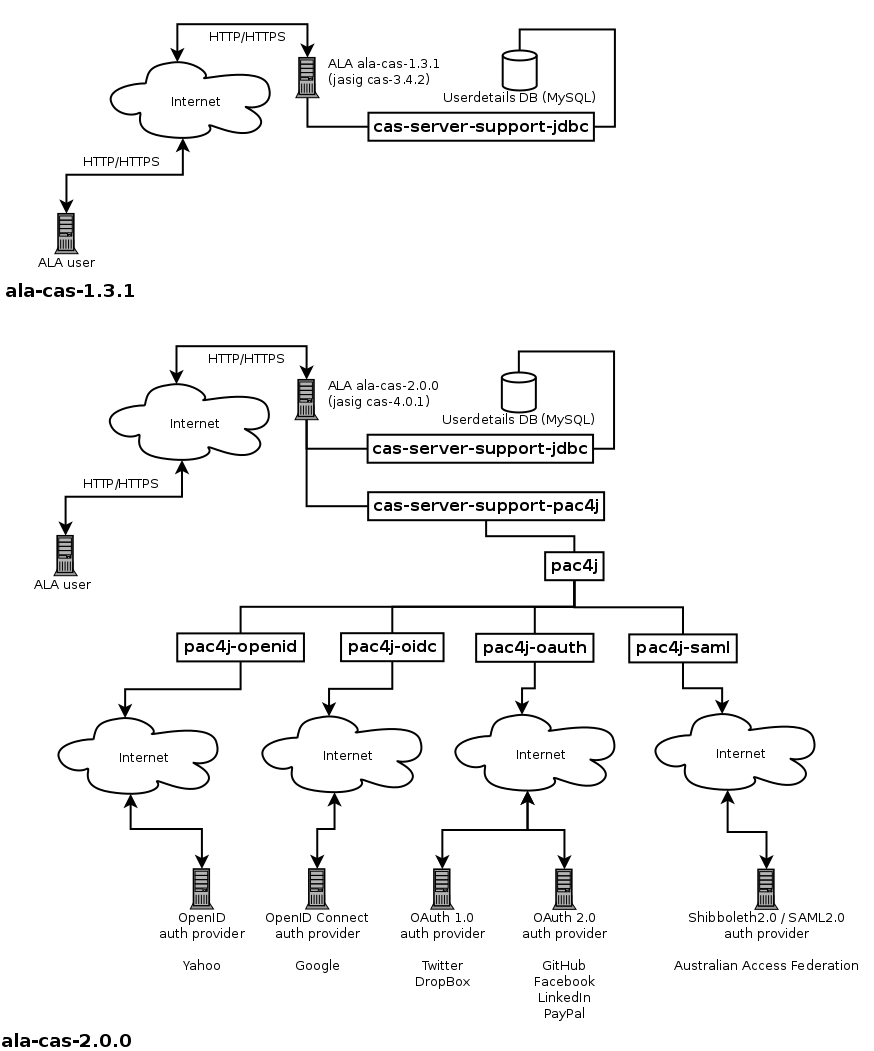 HTTP/HTTPS
ALA ala-cas-1.3.1
(jasig cas-3.4.2)
Internet
Userdetails DB (MySQL)
cas-server-support-jdbc
HTTP/HTTPS
ALA user
ala-cas-1.3.1
HTTP/HTTPS
ALA ala-cas-2.0.0
(jasig cas-4.0.1)
Internet
Userdetails DB (MySQL)
cas-server-support-jdbc
HTTP/HTTPS
cas-server-support-pac4j
ALA user
pac4j
pac4j-openid
pac4j-oidc
pac4j-oauth
pac4j-saml
Internet
Internet
Internet
Internet
OpenID
auth provider
Yahoo
OpenID Connect
auth provider
Google
OAuth 1.0
auth provider
Twitter
DropBox
OAuth 2.0
auth provider
GitHub
Facebook
LinkedIn
PayPal
Shibboleth2.0 / SAML2.0
auth provider
Australian Access Federation
ala-cas-2.0.0